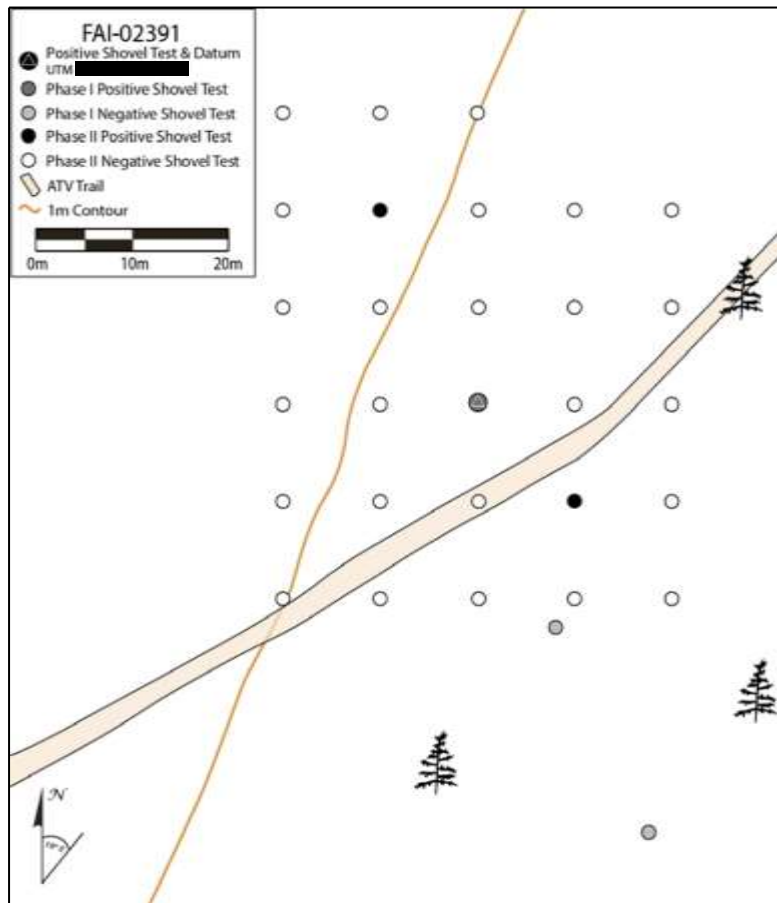 FAI-02391
Positive Shovel Test & Datum
UTM
Phase I Positive Shovel Test
Phase I Negative Shovel Test
Phase II Positive Shovel Test
Phase II Negative Shovel Test
ATV Trail
1m Contour
0m 10m 20m
N